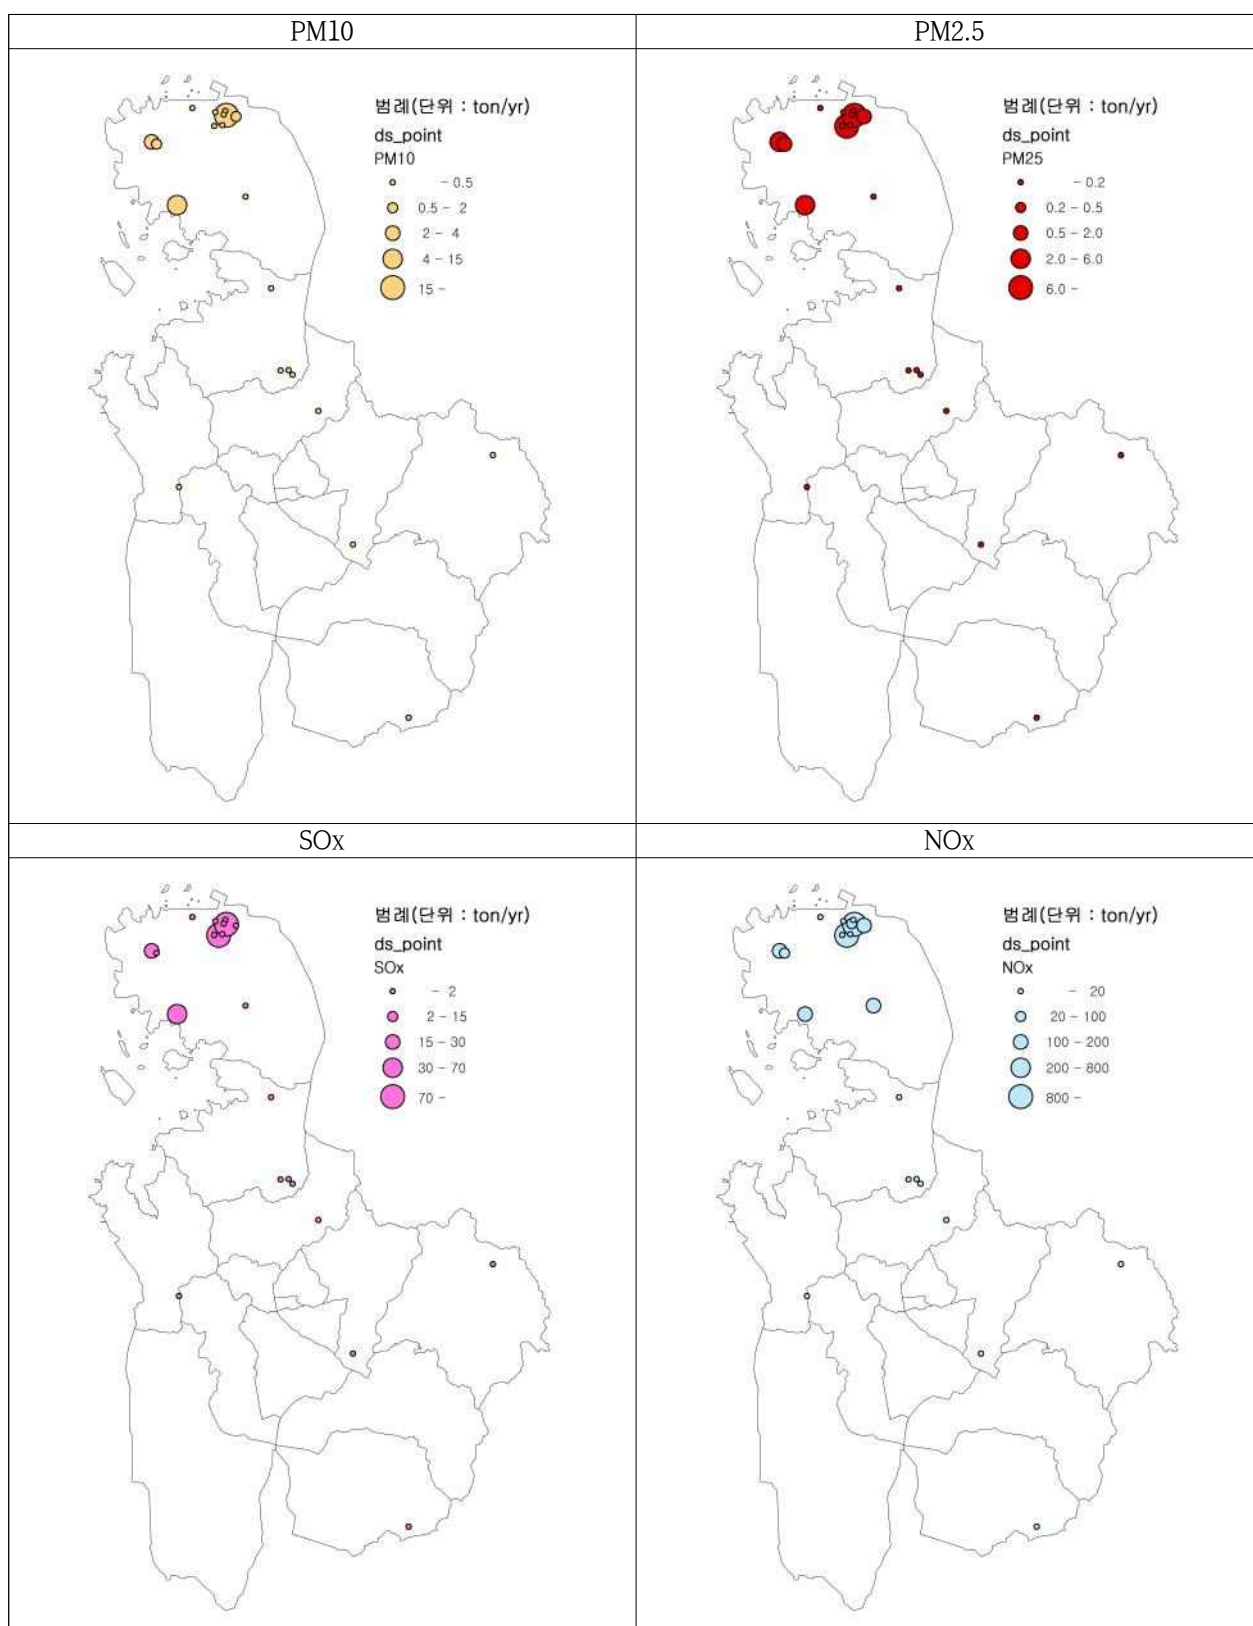 PM10
PM2.5
범례(단위 : ton/yr)
ds_point
PM10
- 0.5
0.5 - 2
2 - 4
4 - 15
15 -
범례(단위 : ton/yr)
ds_point
PM25
- 0.2
0.2 - 0.5
0.5 - 2.0
2.0 - 6.0
6.0 -
SOx
NOx
범례(단위 : ton/yr)
ds_point
SOx
- 2
2 - 15
15 - 30
30 - 70
70 -
범례(단위 : ton/yr)
ds_point
NOx
- 20
20 - 100
100 - 200
200 - 800
800 -